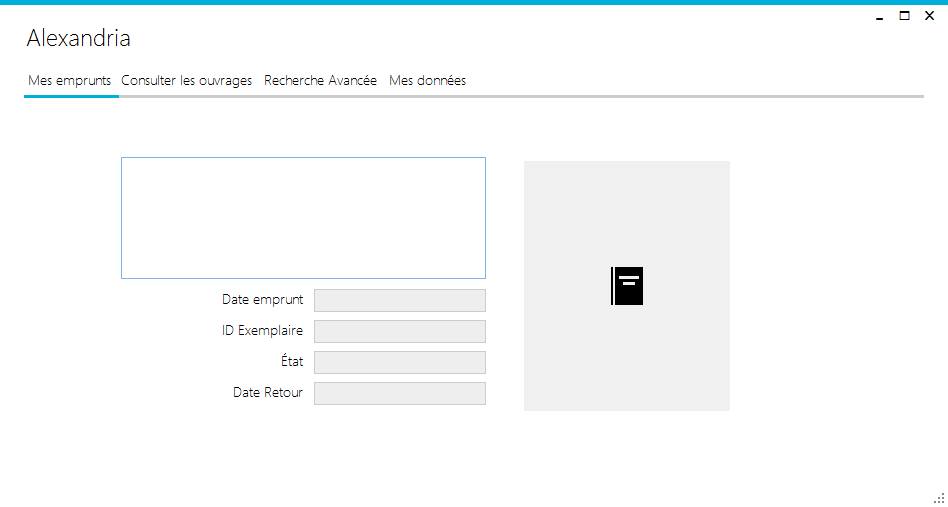 Alexandria
Mes emprunts Consulter les ouvrages Recherche Avancée Mes données
Date emprunt
ID Exemplaire
État
Date Retour